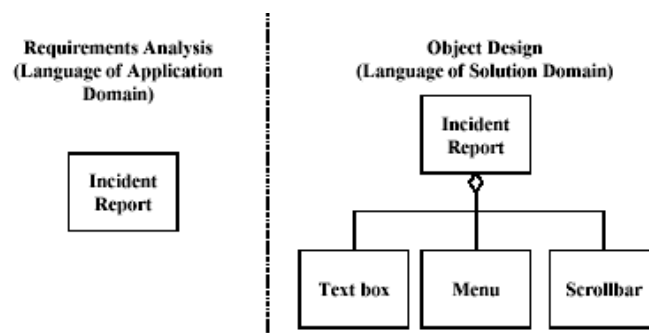 Requirements Analysis
(Language of Application
Domain)
Incident
Report
Object Design
(Language of Solution Domain)
Incident
Report
Text box
Menu
Scrollbar